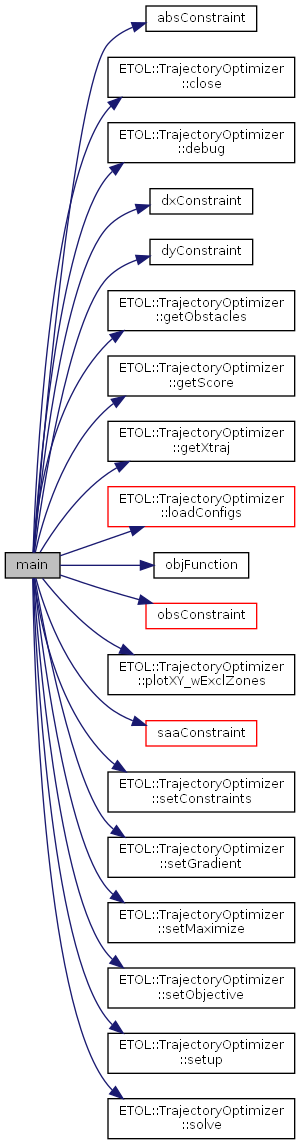 absConstraint
ETOL::TrajectoryOptimizer
::close
ETOL::TrajectoryOptimizer
::debug
dxConstraint
dyConstraint
ETOL::TrajectoryOptimizer
::getObstacles
ETOL::TrajectoryOptimizer
::getScore
ETOL::TrajectoryOptimizer
::getXtraj
ETOL::TrajectoryOptimizer
::loadConfigs
main
objFunction
obsConstraint
ETOL::TrajectoryOptimizer
::plotXY_wExclZones
saaConstraint
ETOL::TrajectoryOptimizer
::setConstraints
ETOL::TrajectoryOptimizer
::setGradient
ETOL::TrajectoryOptimizer
::setMaximize
ETOL::TrajectoryOptimizer
::setObjective
ETOL::TrajectoryOptimizer
::setup
ETOL::TrajectoryOptimizer
::solve